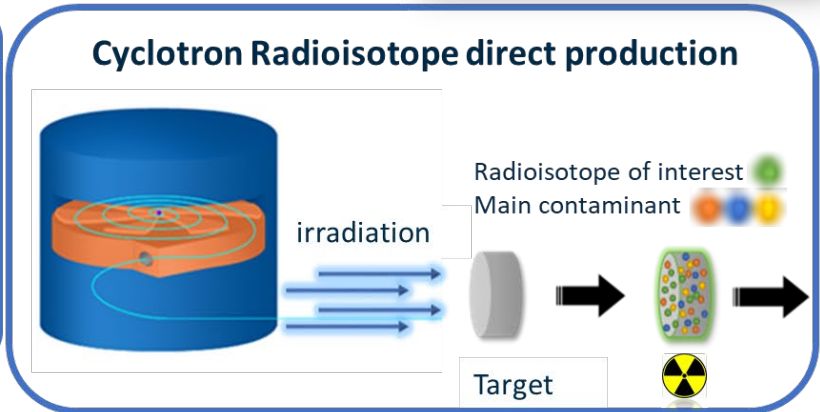 Cyclotron Radioisotope direct production
Radioisotope of interest
Main contaminant
irradiation
Target